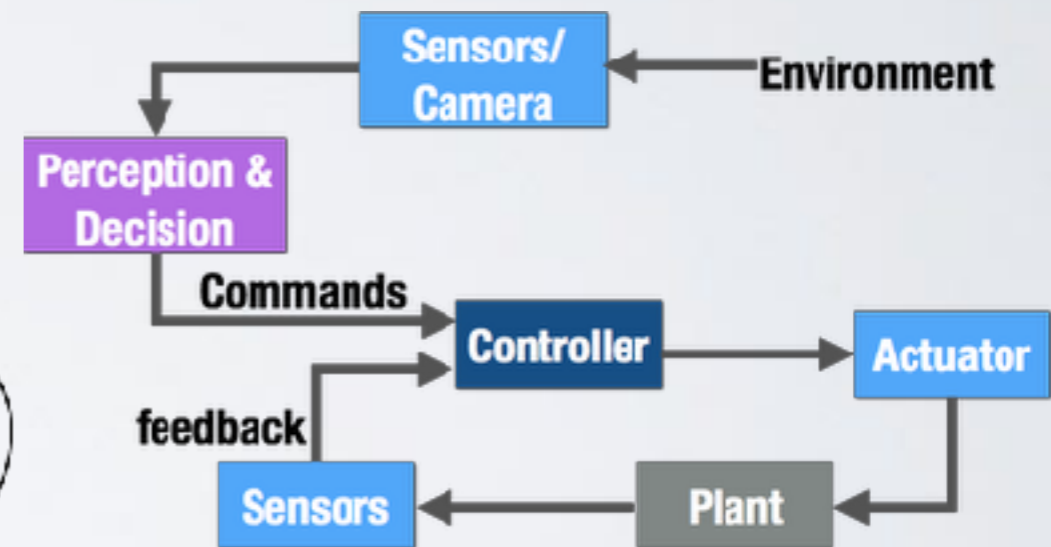 Sensors/
Camera
Environment
Perception &
Decision
Commands
Controller
Actuator
feedback
Sensors
Plant